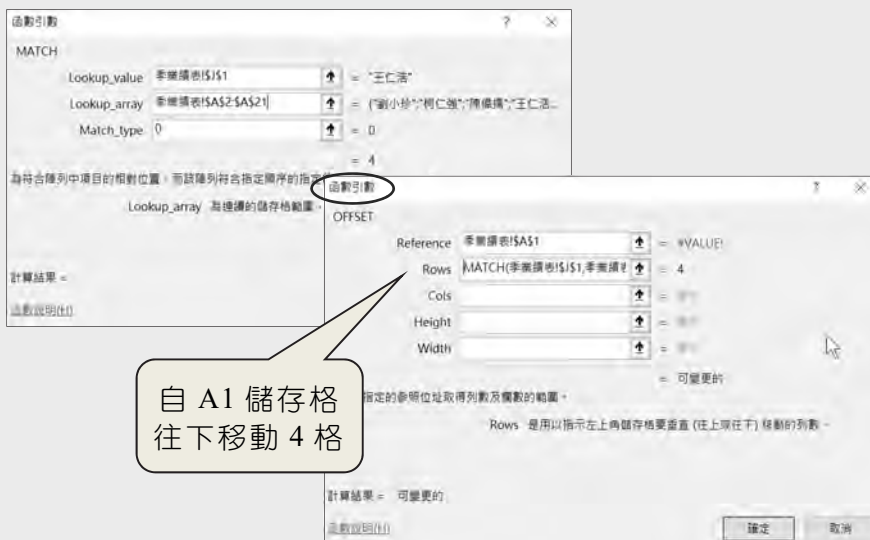 函數引數
? ×
MATCH
Lookup_value 季業績表!$J$1 = "王仁浩"
Lookup_array 季業績表!$A$2:$A$21 = {"劉小珍";"柯仁強";"陳偉摛";"王仁浩...
Match_type 0 = 0
= 4
為符合陣列中項目的相對位置，而該陣列符合指定順序的指定
Lookup_array 為連續的儲存格範圍，
計算結果 =
函數說明(H)
函數引數
? ×
OFFSET
Reference 季業績表!$A$1 = #VALUE!
Rows MATCH(季業績表!$J$1,季業績表 = 4
Cols =
Height =
Width =
= 可變更的
指定的參照位址取得列數及欄數的範圍。
Rows 是用以指示左上角儲存格要垂直 (往上或往下) 移動的列數。
計算結果 = 可變更的
函數說明(H)
確定 取消
自 A1 儲存格
往下移動 4 格